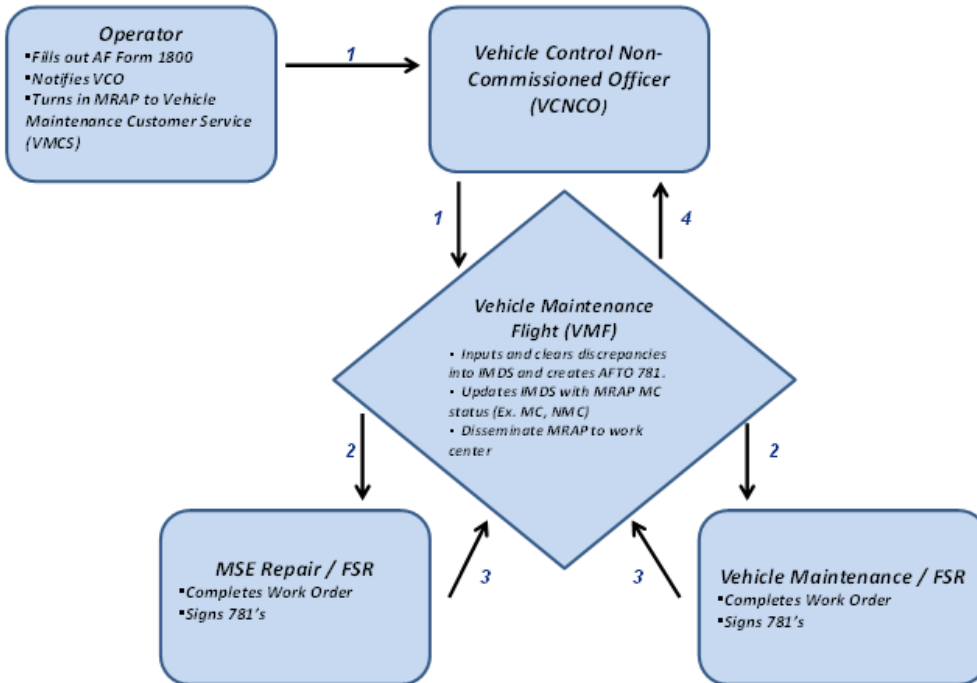 Operator
▪Fills out AF Form 1800
▪Notifies VCO
▪Turns in MRAP to Vehicle
Maintenance Customer Service
(VMCS)
1
Vehicle Control Non-
Commissioned Officer
(VCNCO)
1
4
Vehicle Maintenance
Flight (VMF)
▪ Inputs and clears discrepancies
into IMDS and creates AFTO 781.
▪ Updates IMDS with MRAP MC
status (Ex. MC, NMC)
▪ Disseminate MRAP to work
center
2
2
MSE Repair / FSR
▪Completes Work Order
▪Signs 781's
3
3
Vehicle Maintenance / FSR
▪Completes Work Order
▪Signs 781's